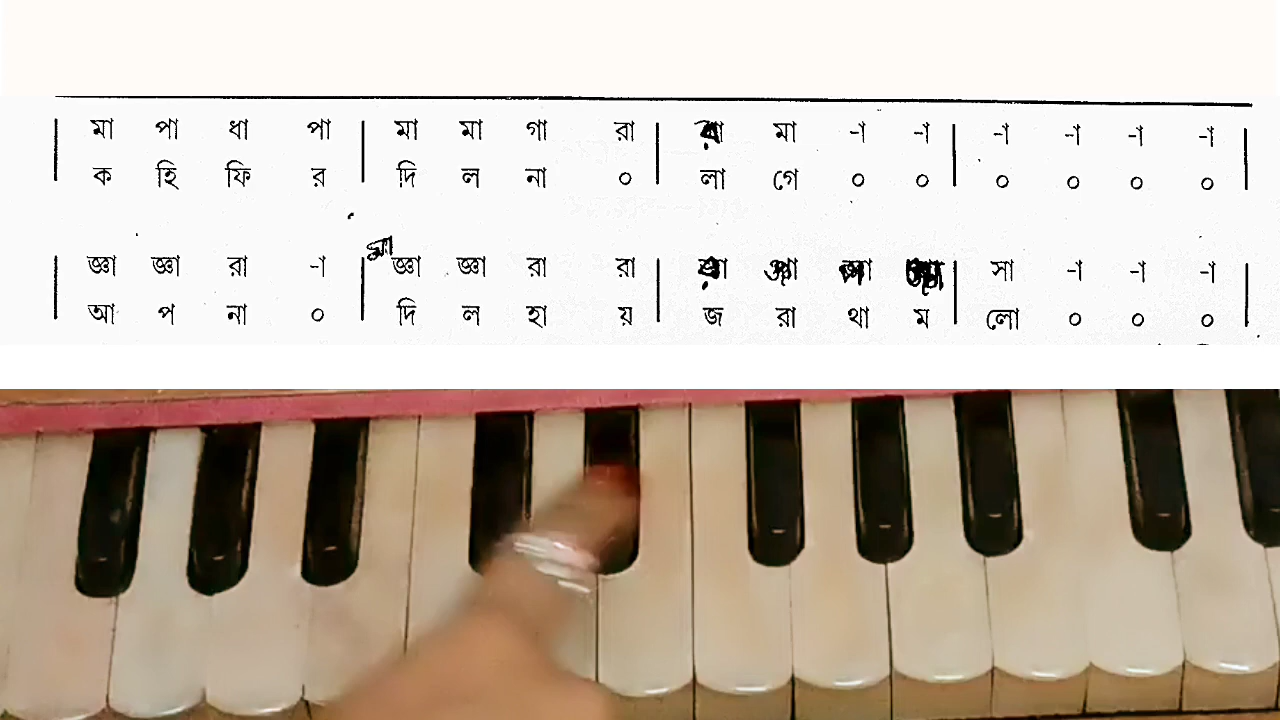 | মা পা ধা পা | মা মা গা রা | রা মা -া -া | -া -া -া -া |
ক হি ফি র দি ল না ০ লা গে ০ ০ ০ ০ ০ ০
মা
| জ্ঞা জ্ঞা রা -া | জ্ঞা জ্ঞা রা রা | সা -া -া -া |
আ প না ০ দি ল হা য় জ রা থা ম লো ০ ০ ০